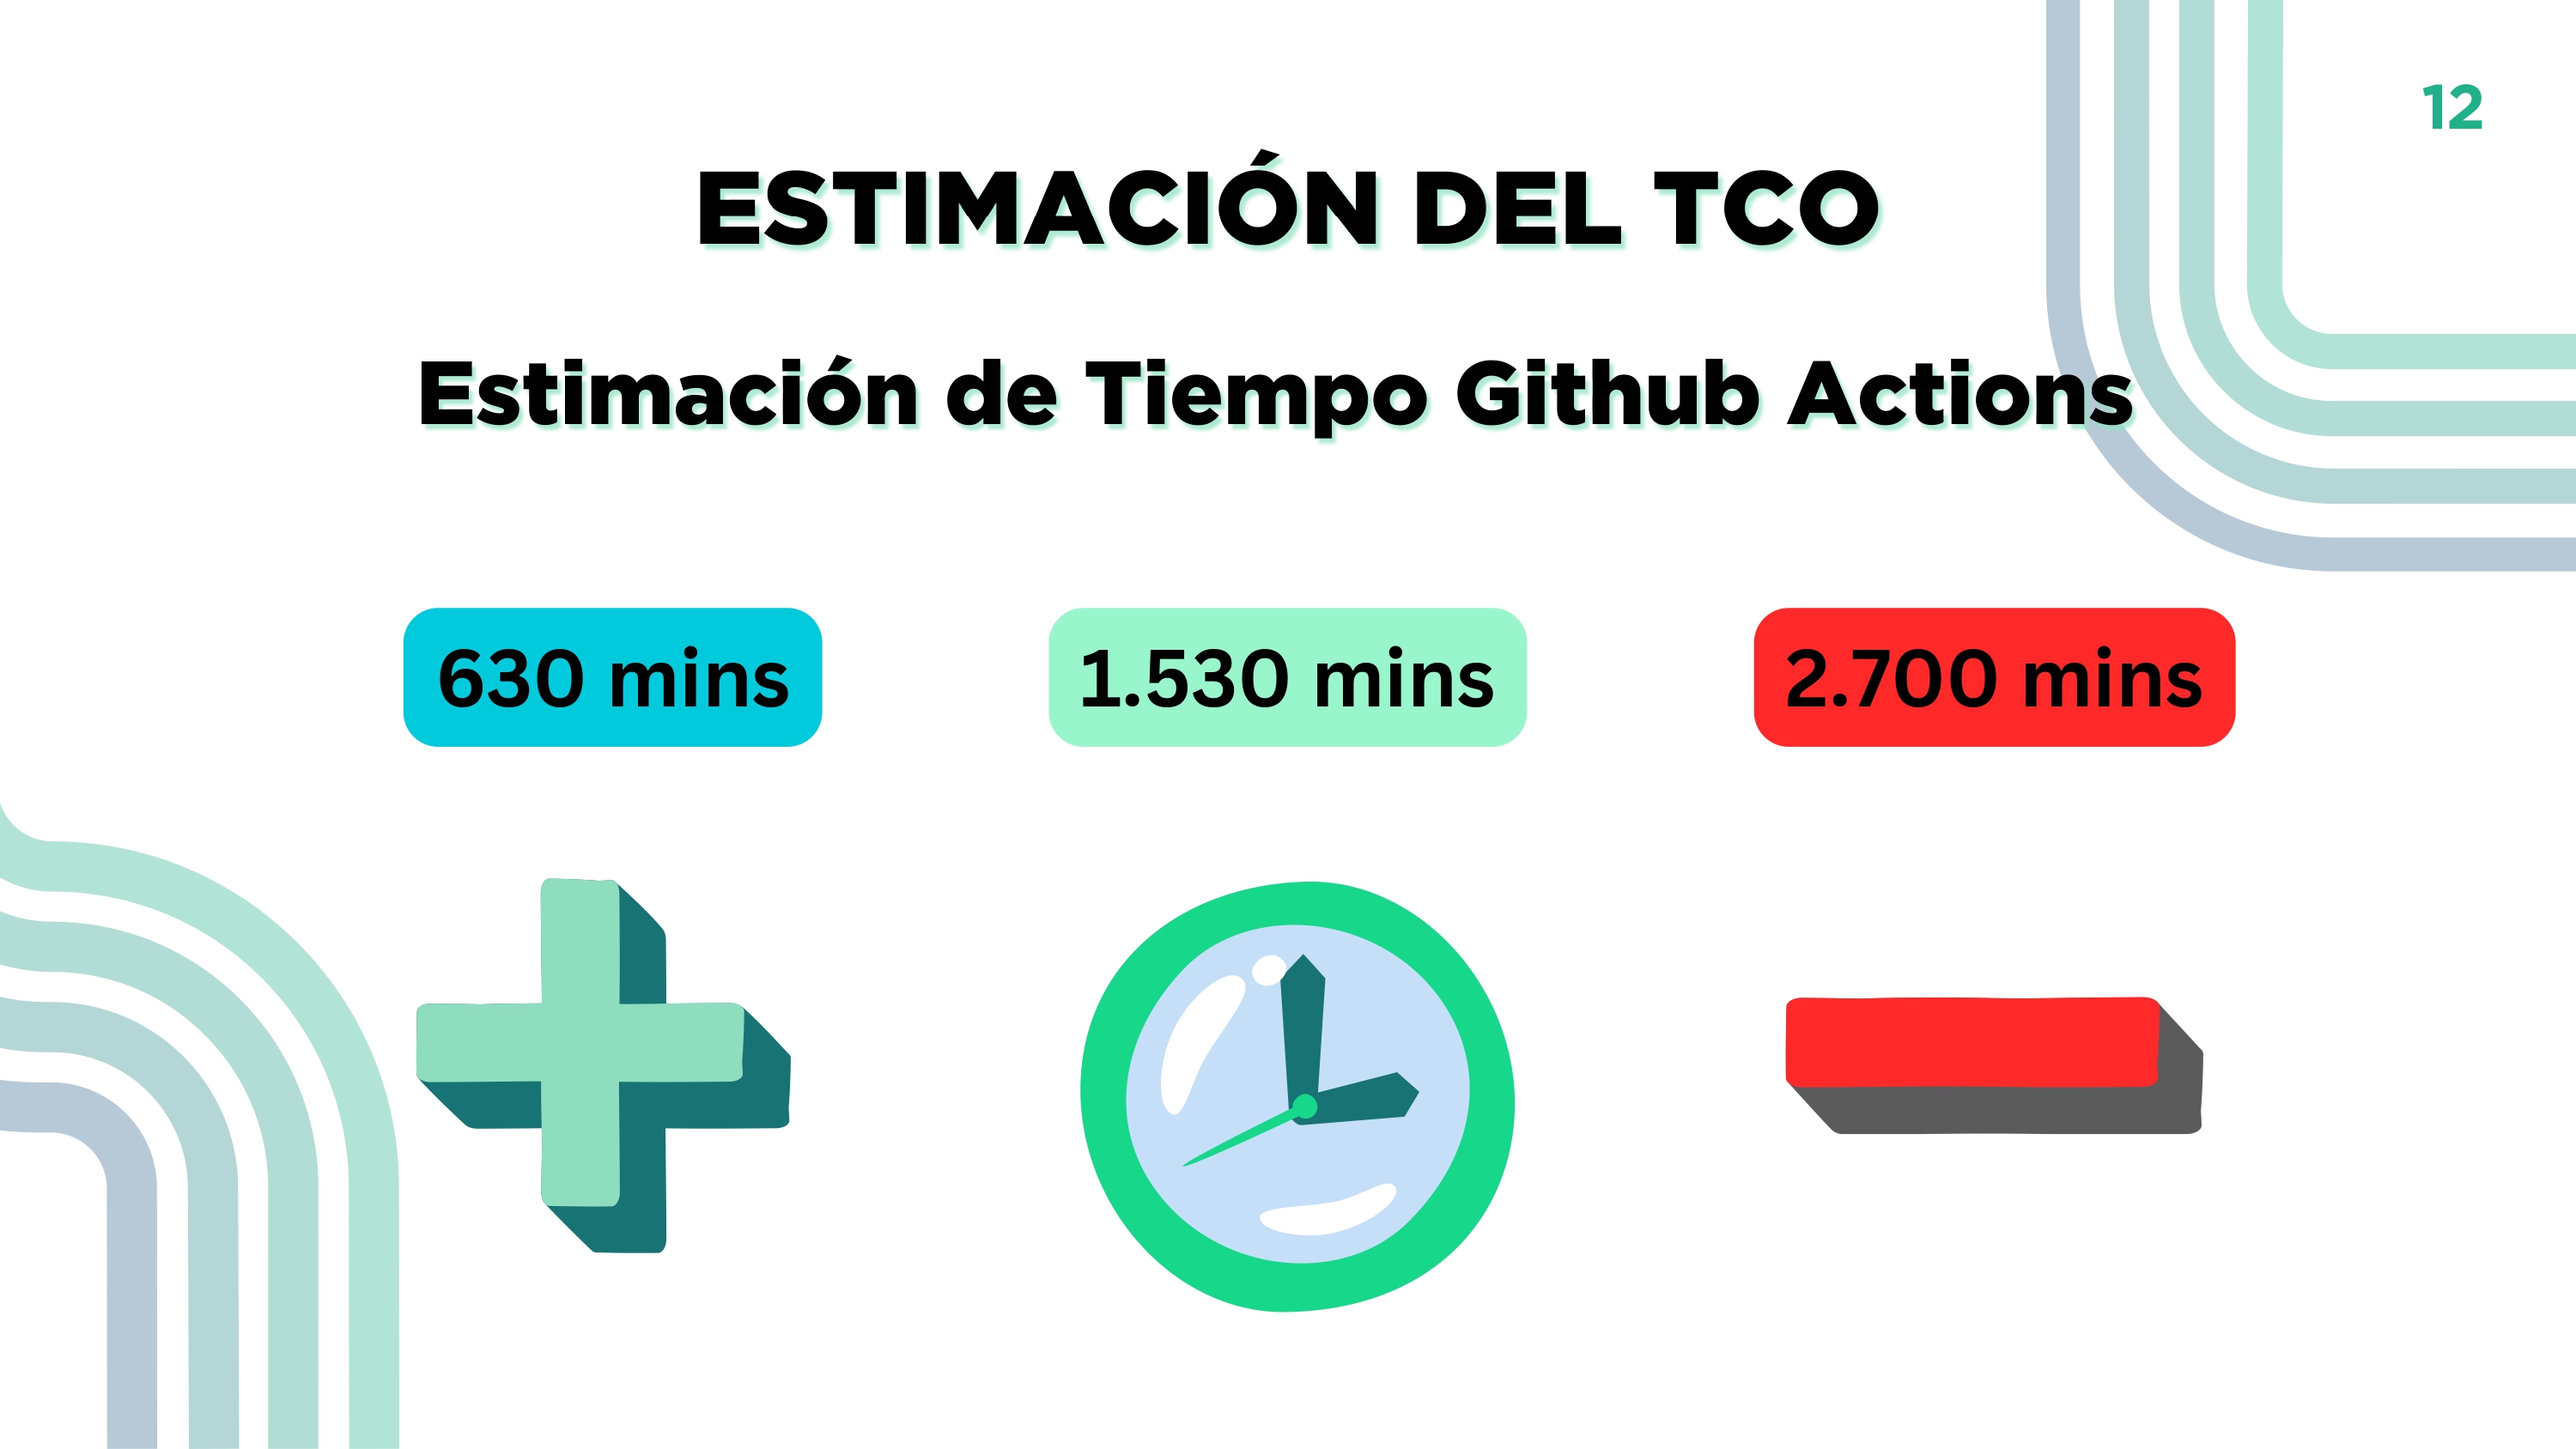 12
ESTIMACIÓN DEL TCO
Estimación de Tiempo Github Actions
630 mins
1.530 mins
2.700 mins